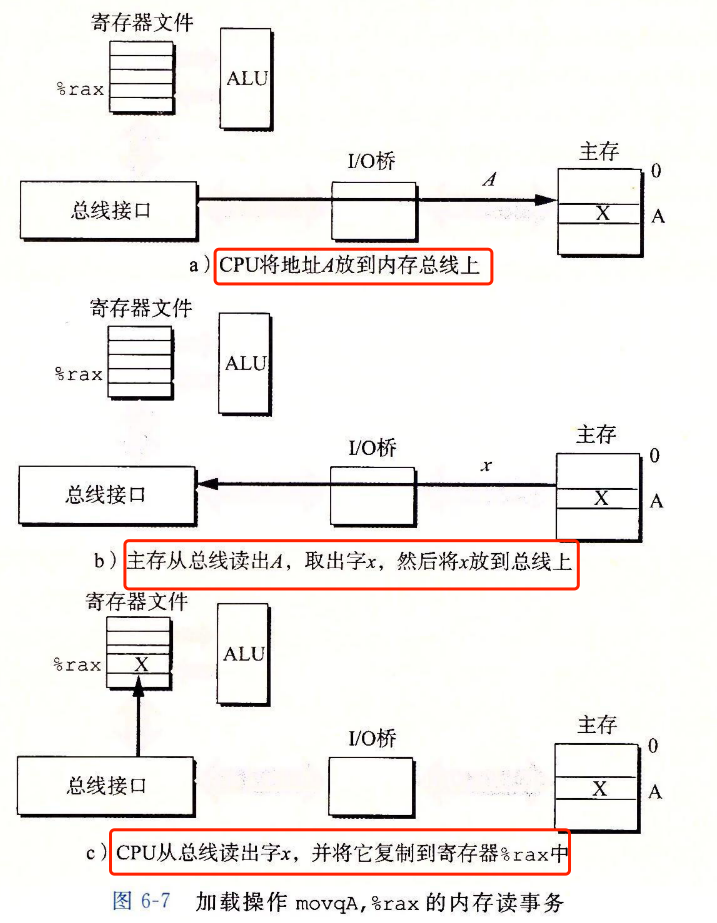 寄存器文件
%rax
ALU
I/O桥
主存
0
总线接口
A
X
A
a）CPU将地址A放到内存总线上
寄存器文件
%rax
ALU
I/O桥
主存
0
总线接口
x
X
A
b）主存从总线读出A，取出字x，然后将x放到总线上
寄存器文件
%rax
X
ALU
I/O桥
主存
0
总线接口
X
A
c）CPU从总线读出字x，并将它复制到寄存器%rax中
图 6-7 加载操作 movqA,%rax 的内存读事务